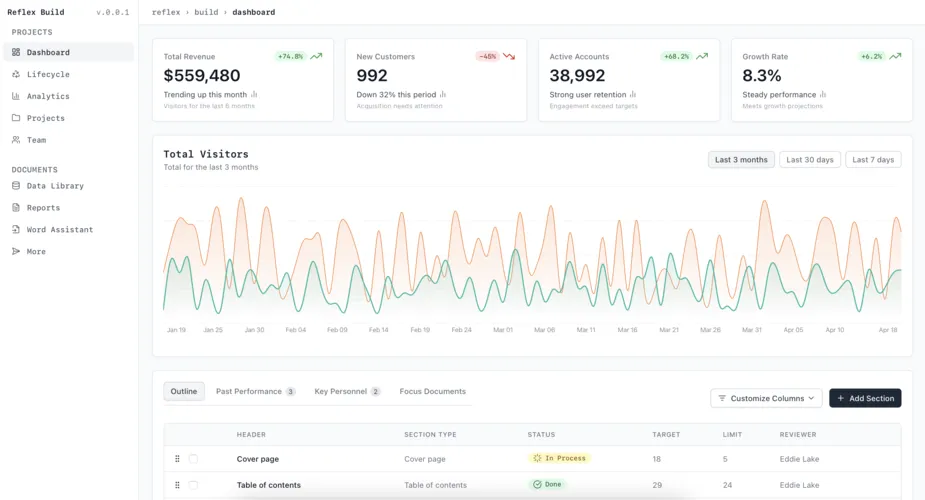 Reflex Build v.0.0.1
reflex › build › dashboard
PROJECTS
Dashboard
Lifecycle
Analytics
Projects
Team
DOCUMENTS
Data Library
Reports
Word Assistant
More
Total Revenue +74.8%
$559,480
Trending up this month
Visitors for the last 6 months
New Customers -45%
992
Down 32% this period
Acquisition needs attention
Active Accounts +68.2%
38,992
Strong user retention
Engagement exceed targets
Growth Rate +6.2%
8.3%
Steady performance
Meets growth projections
Total Visitors
Total for the last 3 months
Last 3 months Last 30 days Last 7 days
Jan 19 Jan 25 Jan 30 Feb 04 Feb 09 Feb 14 Feb 19 Feb 24 Mar 01 Mar 06 Mar 11 Mar 16 Mar 21 Mar 26 Mar 31 Apr 05 Apr 10 Apr 18
Outline Past Performance 3 Key Personnel 2 Focus Documents
Customize Columns + Add Section
HEADER SECTION TYPE STATUS TARGET LIMIT REVIEWER
Cover page Cover page In Process 18 5 Eddie Lake
Table of contents Table of contents Done 29 24 Eddie Lake